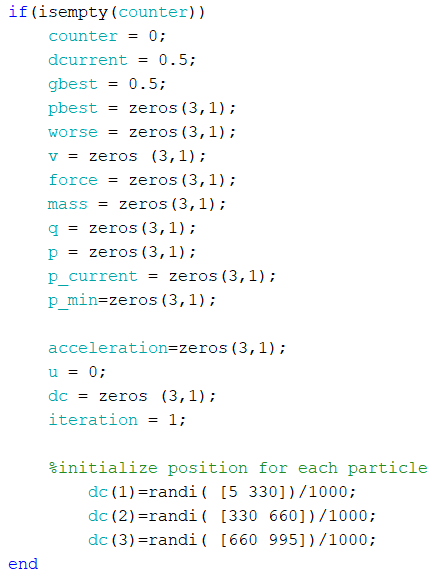 if(isempty(counter))
    counter = 0;
    dcurrent = 0.5;
    gbest = 0.5;
    pbest = zeros(3,1);
    worse = zeros(3,1);
    v = zeros (3,1);
    force = zeros(3,1);
    mass = zeros(3,1);
    q = zeros(3,1);
    p = zeros(3,1);
    p_current = zeros(3,1);
    p_min=zeros(3,1);

    acceleration=zeros(3,1);
    u = 0;
    dc = zeros (3,1);
    iteration = 1;

    %initialize position for each particle
        dc(1)=randi( [5 330])/1000;
        dc(2)=randi( [330 660])/1000;
        dc(3)=randi( [660 995])/1000;
end